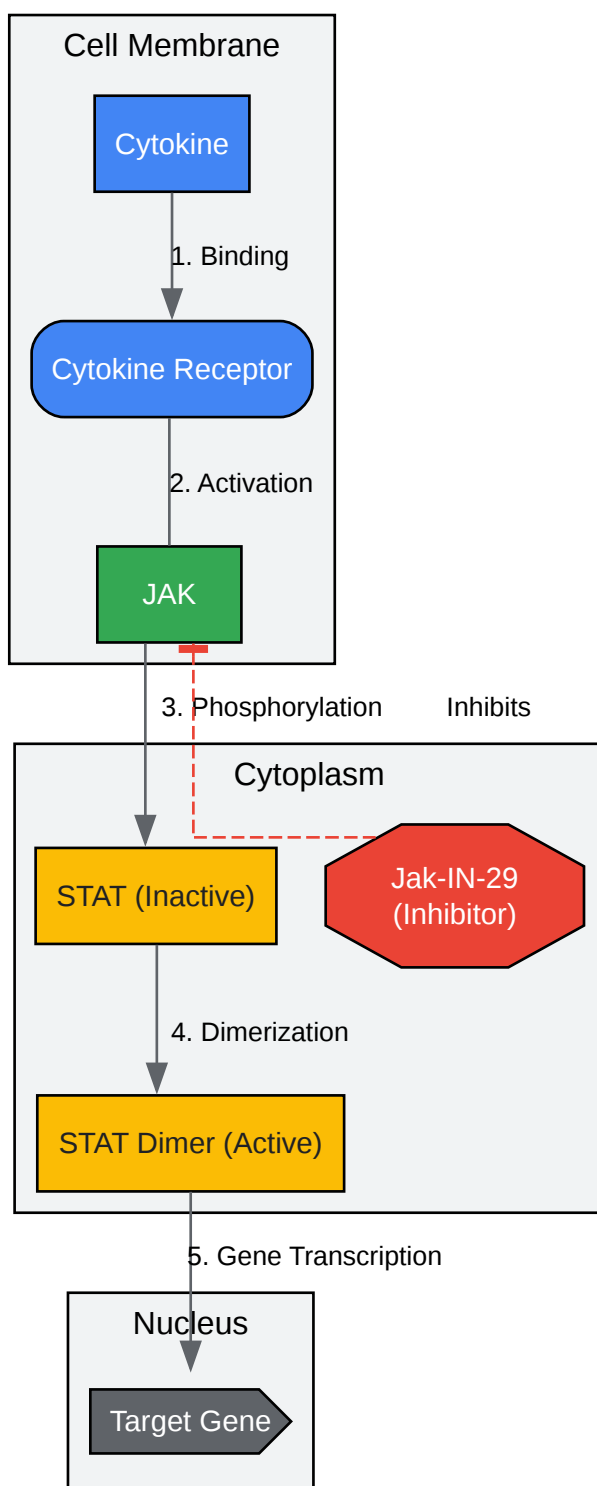 Cell Membrane
Cytokine
1. Binding
Cytokine Receptor
2. Activation
JAK
3. Phosphorylation
Inhibits
Cytoplasm
STAT (Inactive)
Jak-IN-29
(Inhibitor)
4. Dimerization
STAT Dimer (Active)
5. Gene Transcription
Nucleus
Target Gene